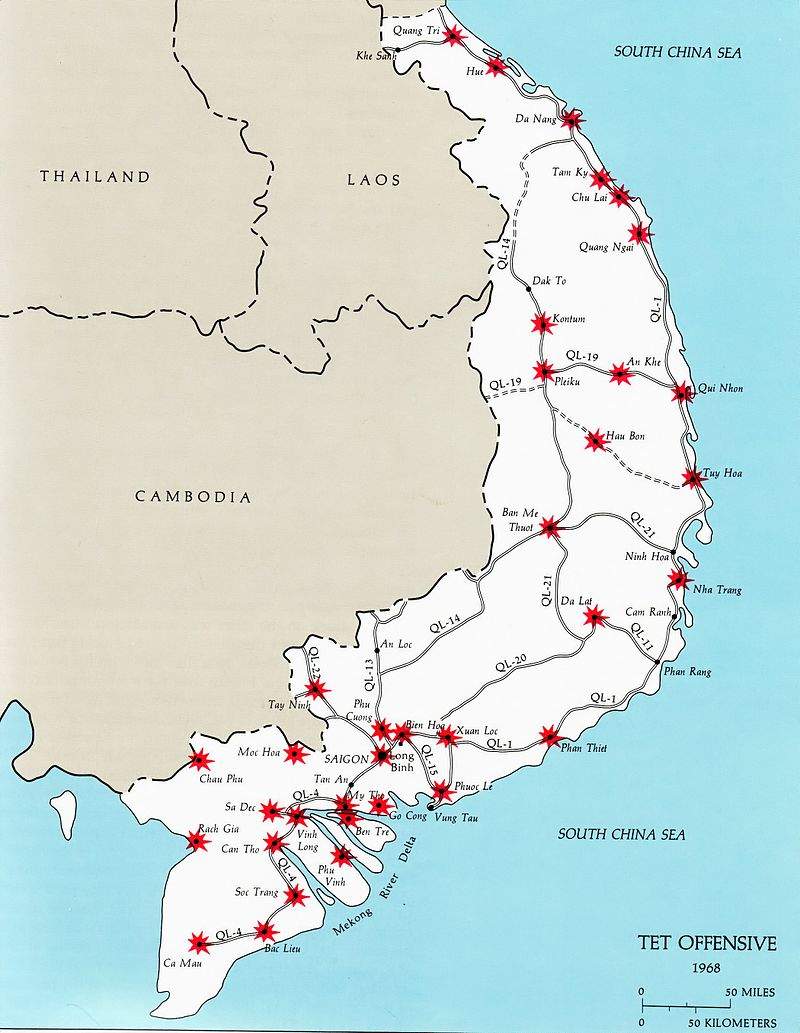 Quang Tri
SOUTH CHINA SEA
Khe Sanh
Hue
Da Nang
THAILAND
LAOS
Tam Ky
Chu Lai
Quang Ngai
QL-14
Dak To
QL-1
Kontum
QL-19
An Khe
Pleiku
QL-19
Qui Nhon
Hau Bon
Tuy Hoa
CAMBODIA
Ban Me
Thuot
QL-21
Ninh Hoa
QL-21
Nha Trang
Da Lat
Cam Ranh
QL-14
QL-11
An Loc
QL-22
QL-13
QL-20
Phan Rang
Tay Ninh
QL-1
Phu
Cuong
Bien Hoa
Xuan Loc
QL-1
Phan Thiet
Moc Hoa
SAIGON
Long
Binh
QL-15
Chau Phu
Tan An
QL-4
My Tho
Phuoc Le
Sa Dec
Go Cong
Vung Tau
Rach Gia
Vinh
Long
Ben Tre
Can Tho
SOUTH CHINA SEA
Phu
Vinh
QL-4
Soc Trang
Mekong River Delta
QL-4
Bac Lieu
Ca Mau
TET OFFENSIVE
1968
0 50 MILES
0 50 KILOMETERS